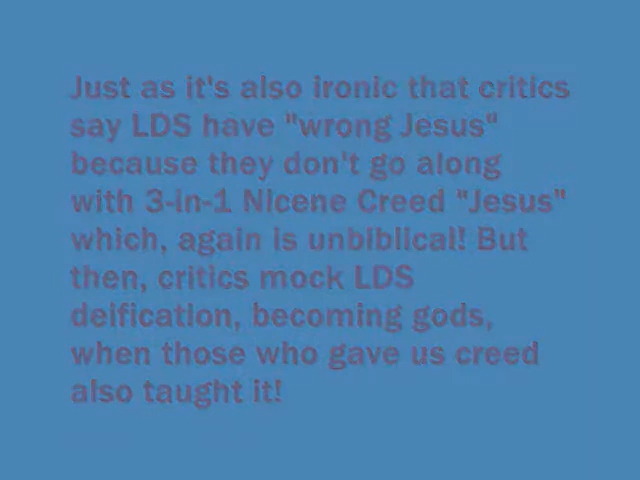 Just as it's also ironic that critics
say LDS have "wrong Jesus"
because they don't go along
with 3-in-1 Nicene Creed "Jesus"
which, again is unbiblical! But
then, critics mock LDS
deification, becoming gods,
when those who gave us creed
also taught it!